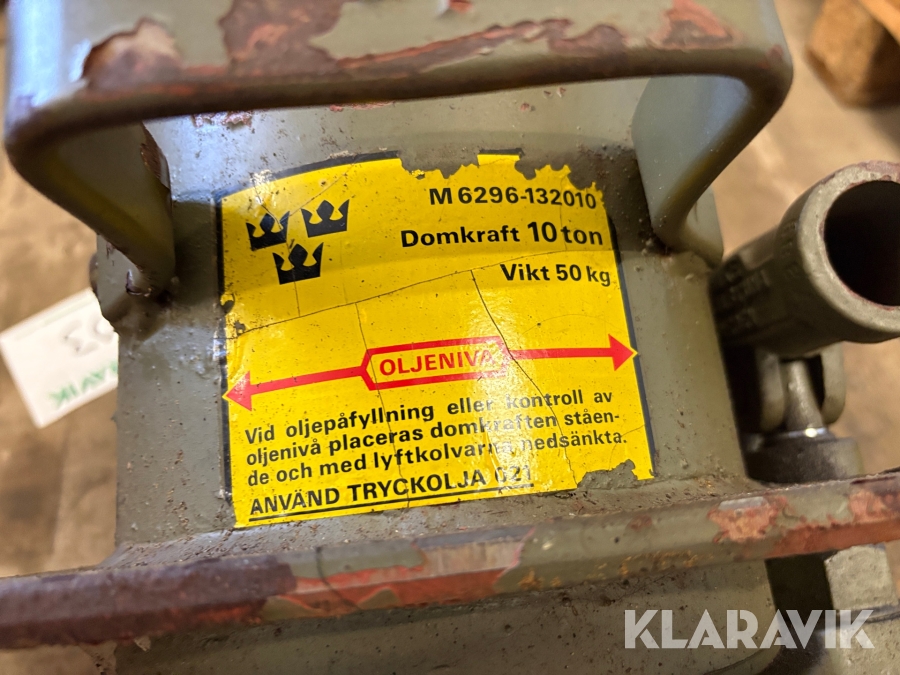 M 6296-132010
Domkraft 10 ton
Vikt 50 kg
OLJENIVÅ
Vid oljepåfyllning eller kontroll av
oljenivå placeras domkraften ståen-
de och med lyftkolvarna nedsänkta.
ANVÄND TRYCKOLJA 021
KLARAVIK